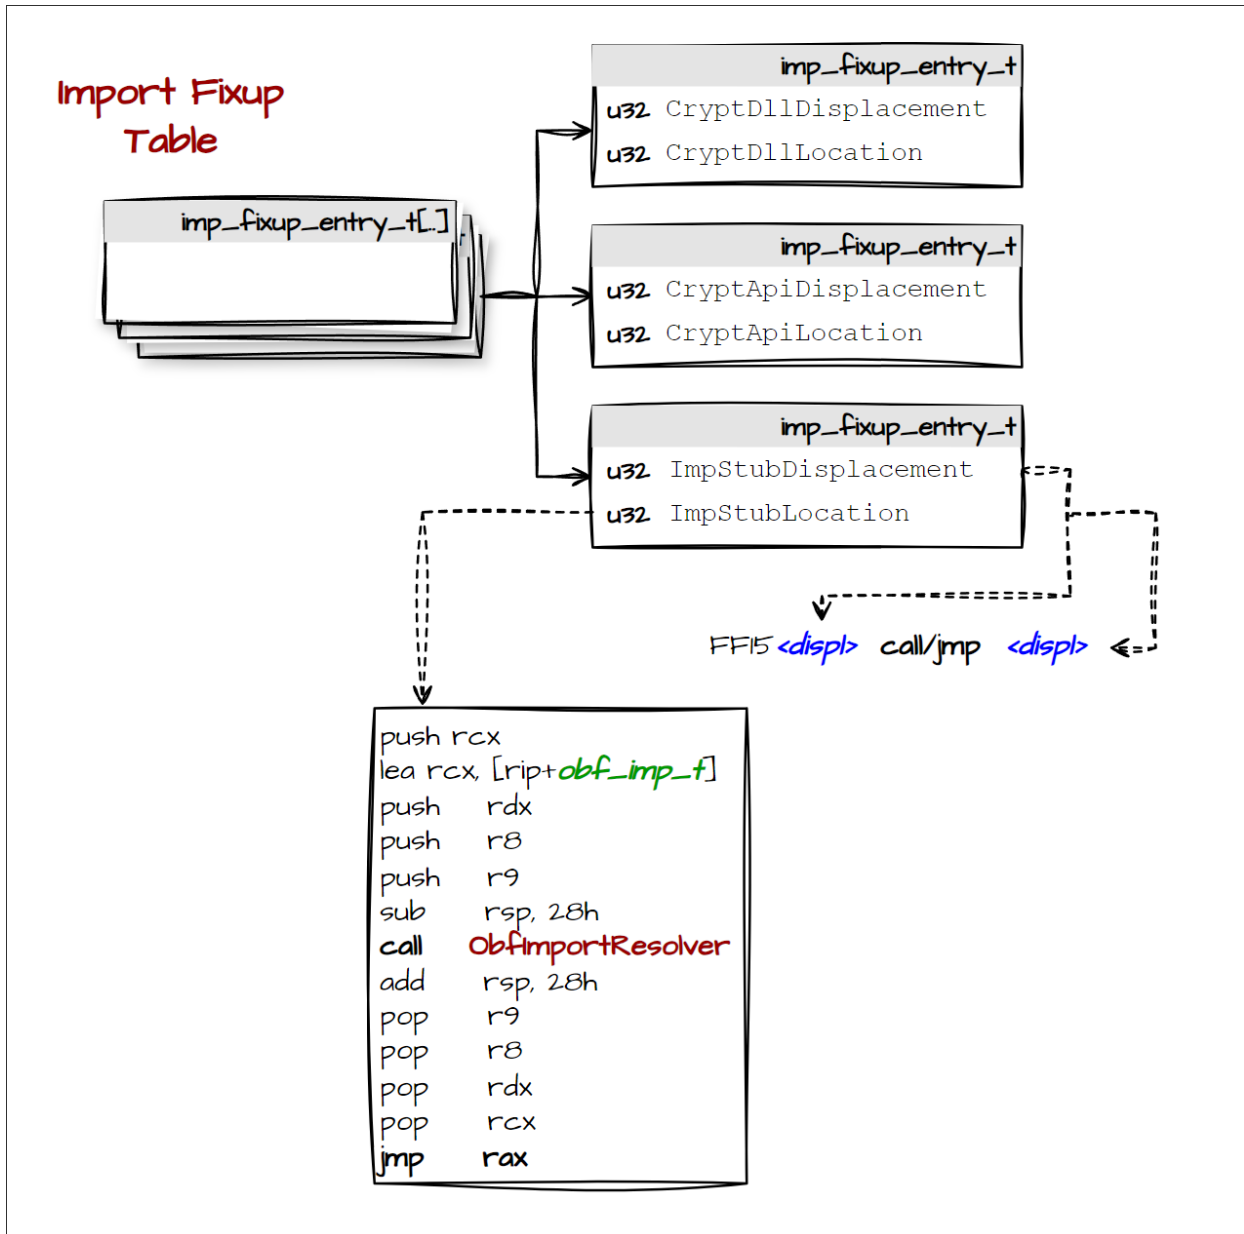 Import Fixup
Table
imp_fixup_entry_t[..]
imp_fixup_entry_t
u32 CryptDllDisplacement
u32 CryptDllLocation
imp_fixup_entry_t
u32 CryptApiDisplacement
u32 CryptApiLocation
imp_fixup_entry_t
u32 ImpStubDisplacement
u32 ImpStubLocation
FF15 <displ> call/jmp <displ>
push rcx
lea rcx, [rip+obf_imp_t]
push rdx
push r8
push r9
sub rsp, 28h
call ObfImportResolver
add rsp, 28h
pop r9
pop r8
pop rdx
pop rcx
jmp rax